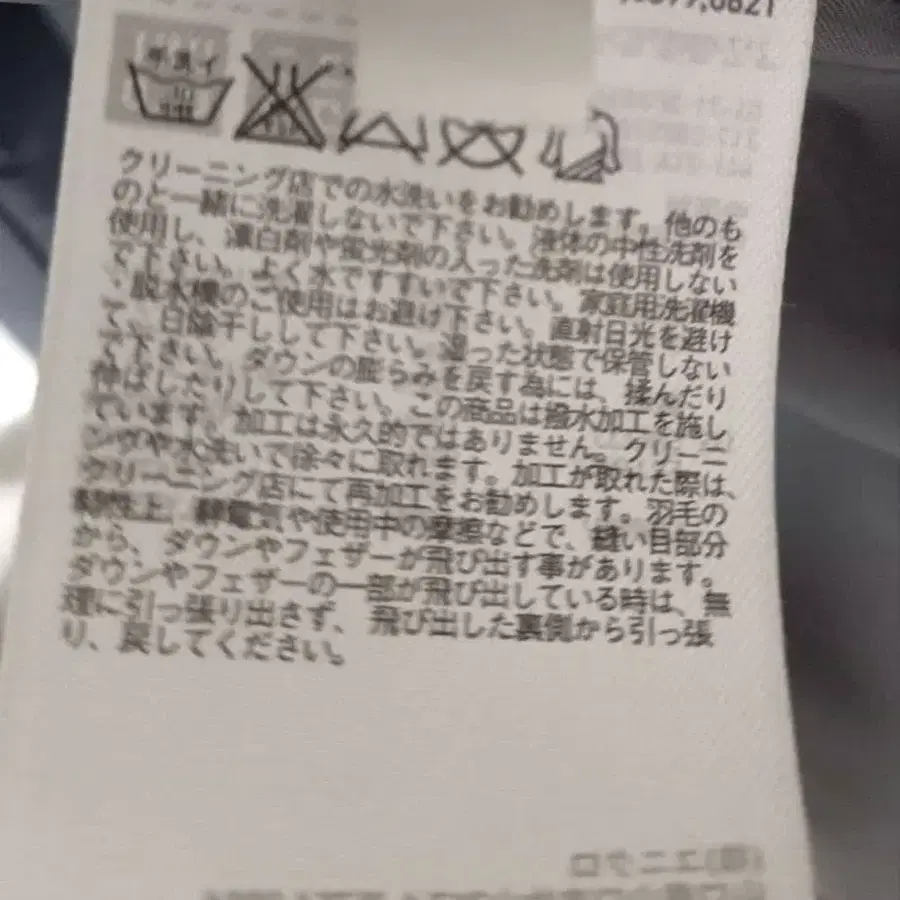 手洗イ
クリーニング店での水洗いをお勧めします。他のも
のと一緒に洗濯しないで下さい。液体の中性洗剤を
使用し、漂白剤や蛍光剤の入った洗剤は使用しない
で下さい。よく水ですすいで下さい。家庭用洗濯機
・脱水機のご使用はお避け下さい。直射日光を避け
て、日陰干しして下さい。湿った状態で保管しない
で下さい。ダウンの膨らみを戻す為には、揉んだり
伸ばしたりして下さい。この商品は撥水加工を施し
ています。加工は永久的ではありません。クリーニ
ングや水洗いで徐々に取れます。加工が取れた際は、
クリーニング店にて再加工をお勧めします。羽毛の
特性上、静電気や使用中の摩擦などで、縫い目部分
から、ダウンやフェザーが飛び出す事があります。
ダウンやフェザーの一部が飛び出している時は、無
理に引っ張り出さず、飛び出した裏側から引っ張
り、戻してください。